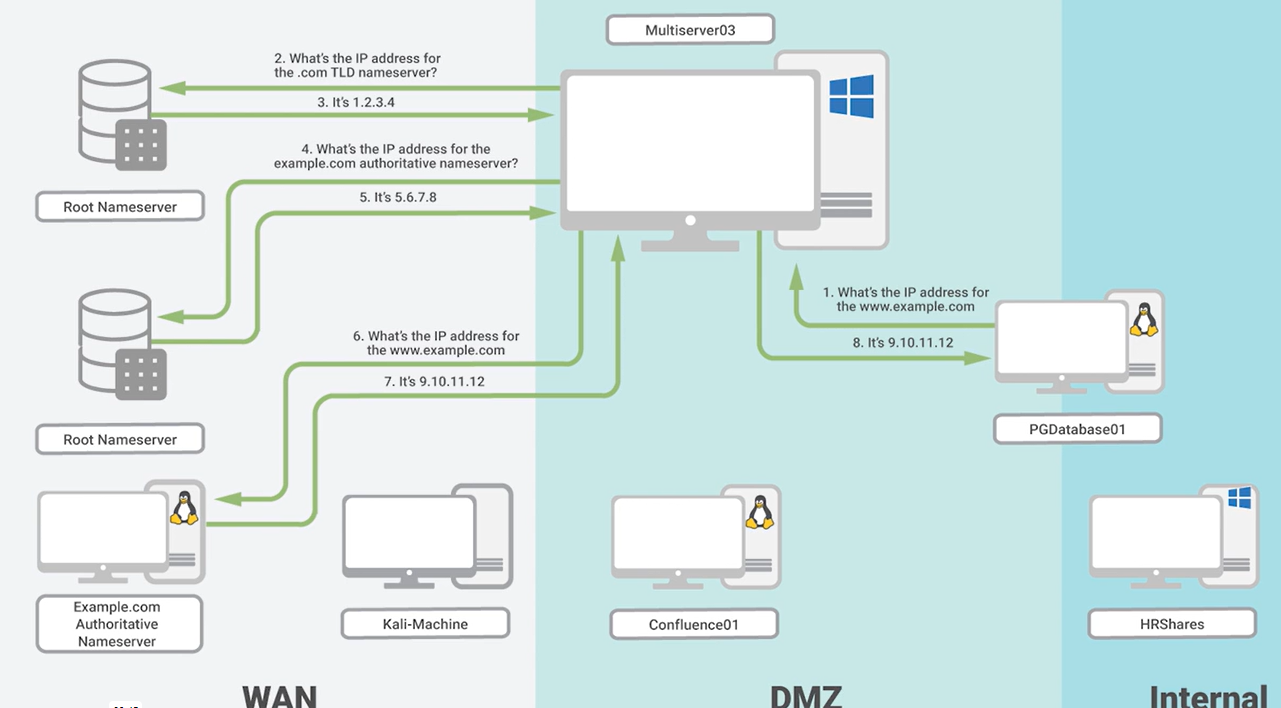 Multiserver03
2. What's the IP address for
the .com TLD nameserver?
3. It's 1.2.3.4
4. What's the IP address for the
example.com authoritative nameserver?
5. It's 5.6.7.8
Root Nameserver
1. What's the IP address for
the www.example.com
8. It's 9.10.11.12
6. What's the IP address for
the www.example.com
7. It's 9.10.11.12
PGDatabase01
Root Nameserver
Example.com
Authoritative
Nameserver
Kali-Machine
Confluence01
HRShares
WAN
DMZ
Internal